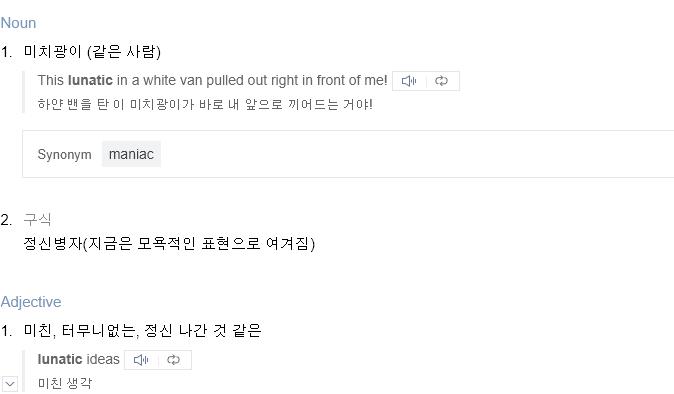 Noun
1. 미치광이 (같은 사람)
This lunatic in a white van pulled out right in front of me!
하얀 밴을 탄 이 미치광이가 바로 내 앞으로 끼어드는 거야!
Synonym maniac
2. 구식
정신병자(지금은 모욕적인 표현으로 여겨짐)
Adjective
1. 미친, 터무니없는, 정신 나간 것 같은
lunatic ideas
미친 생각